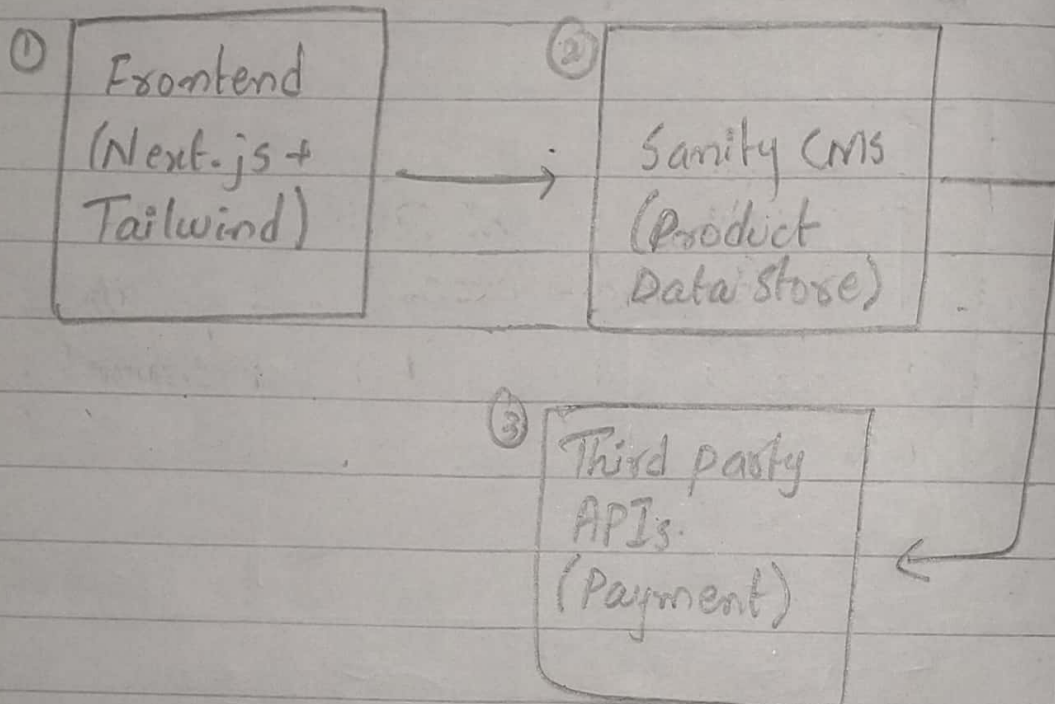 ①
Frontend
(Next.js +
Tailwind)
②
Sanity CMS
(Product
Data Store)
③
Third party
APIs.
(Payment)